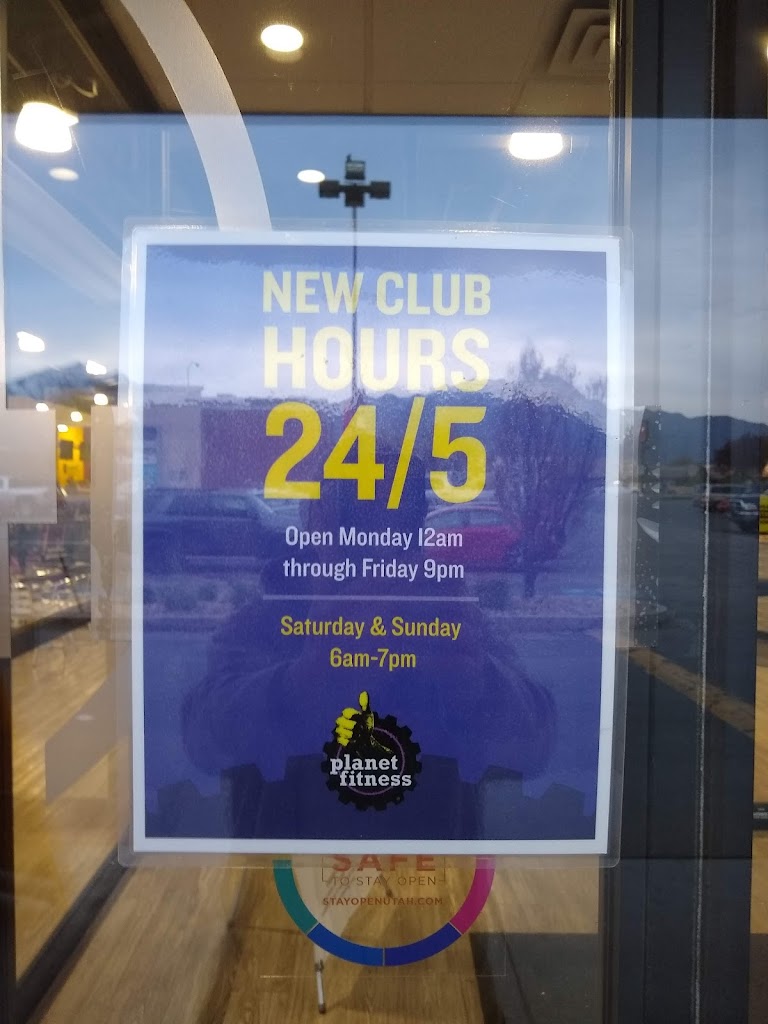 NEW CLUB
HOURS
24/5
Open Monday 12am
through Friday 9pm
Saturday & Sunday
6am-7pm
planet
fitness
SAFE
TO STAY OPEN
STAYOPENUTAH.COM